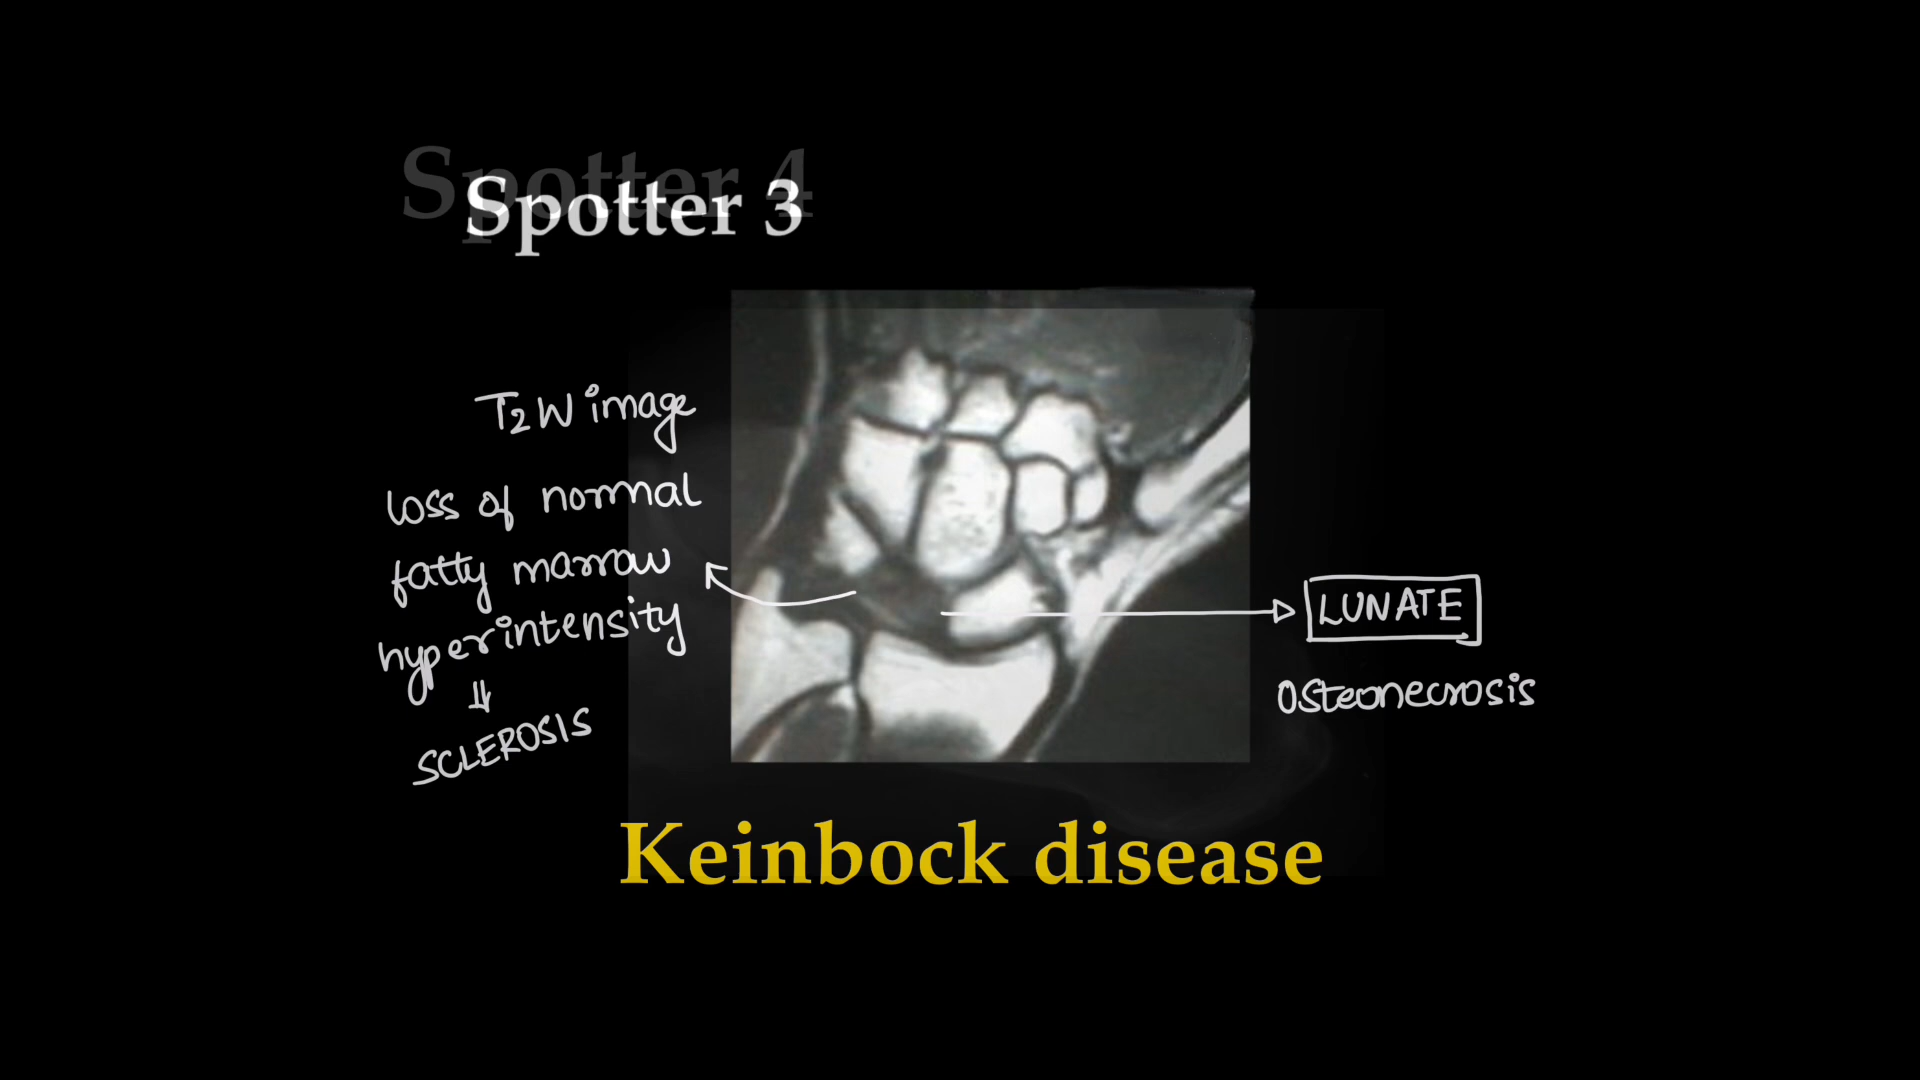 Spotter 4
Spotter 3
T2W image
loss of normal
fatty marrow
hyperintensity
⇓
SCLEROSIS
LUNATE
Osteonecrosis
Keinbock disease